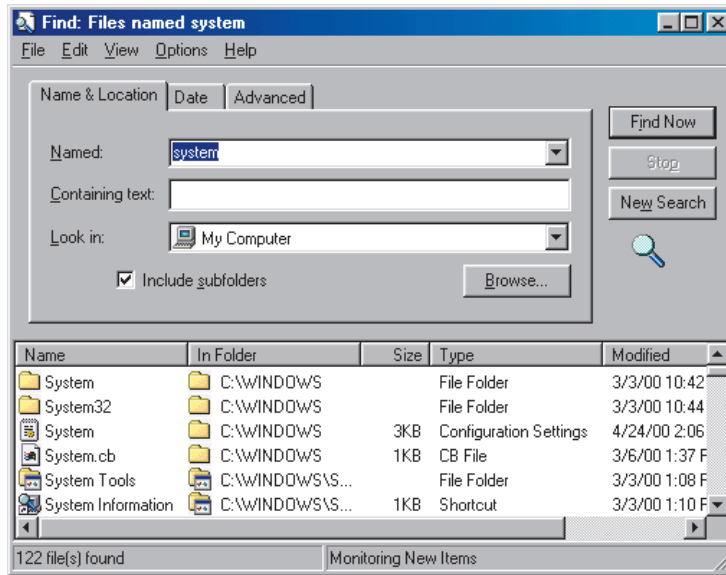 Find: Files named system
File Edit View Options Help
Name & Location Date Advanced
Named: system
Containing text:
Look in: My Computer
Include subfolders
Browse...
Find Now
Stop
New Search
Name In Folder Size Type Modified
System C:\WINDOWS File Folder 3/3/00 10:42
System32 C:\WINDOWS File Folder 3/3/00 10:44
System C:\WINDOWS 3KB Configuration Settings 4/24/00 2:06
System.cb C:\WINDOWS 1KB CB File 3/6/00 1:37 P
System Tools C:\WINDOWS\S... File Folder 3/3/00 1:08 P
System Information C:\WINDOWS\S... 1KB Shortcut 3/3/00 1:10 P
122 file(s) found Monitoring New Items